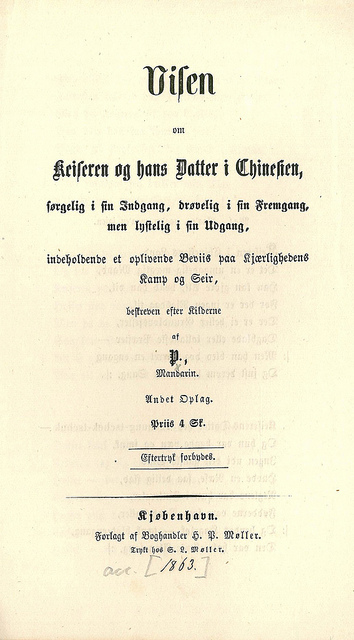 Visen
om
Keiseren og hans Datter i Chinesien,
sørgelig i sin Indgang, drøvelig i sin Fremgang,
men lystelig i sin Udgang,
indeholdende et oplivende Beviis paa Kjærlighedens
Kamp og Seir,
beskreven efter Kilderne
af
P.,
Mandarin.
Andet Oplag.
Priis 4 Sk.
Eftertryk forbydes.
Kjøbenhavn.
Forlagt af Boghandler H. P. Møller.
Trykt hos S. L. Møller.
acc. [1863.]